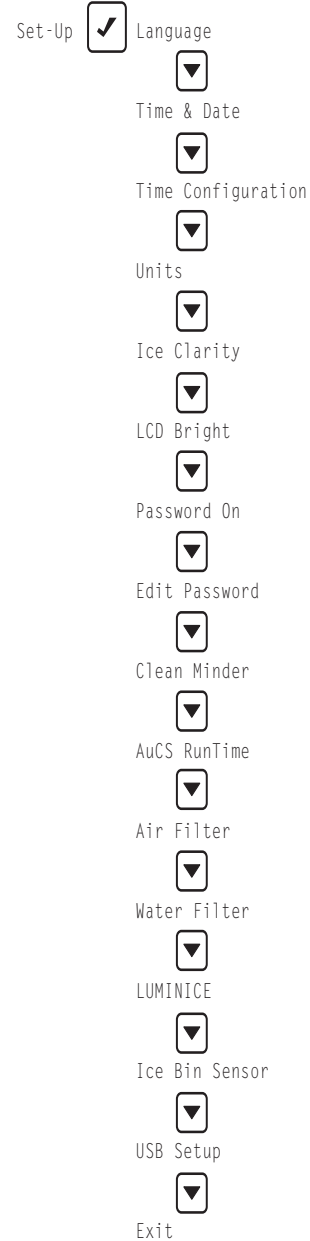 Set-Up Language
Time & Date
Time Configuration
Units
Ice Clarity
LCD Bright
Password On
Edit Password
Clean Minder
AuCS RunTime
Air Filter
Water Filter
LUMINICE
Ice Bin Sensor
USB Setup
Exit